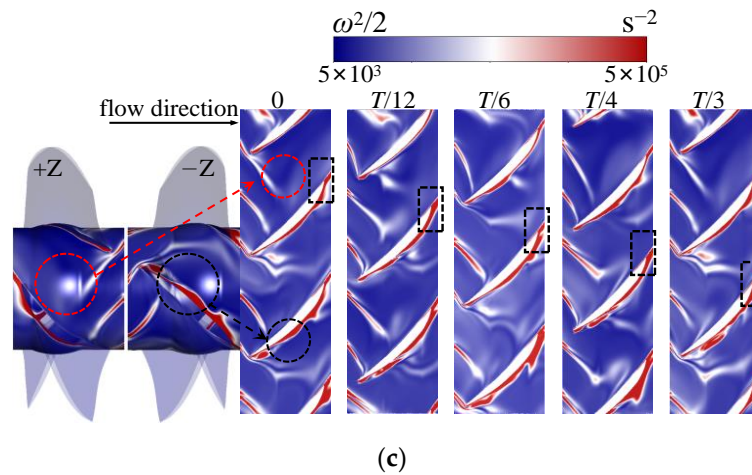 ω²/2 s⁻²
5×10³ 5×10⁵
flow direction 0 T/12 T/6 T/4 T/3
+Z −Z
(c)